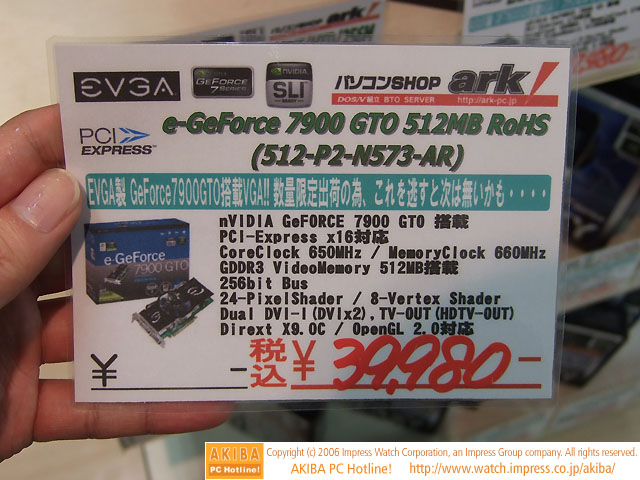 EVGA
GEFORCE
7 SERIES
NVIDIA
SLI
READY
パソコンSHOP ark!
DOS/V組立 BTO SERVER http://ark-pc.jp
PCI
EXPRESS
e-GeForce 7900 GTO 512MB RoHS
(512-P2-N573-AR)
EVGA製 GeForce7900GTO搭載VGA!! 数量限定出荷の為、これを逃すと次は無いかも・・・・
e-GeForce
7900 GTO
nVIDIA GeFORCE 7900 GTO 搭載
PCI-Express x16対応
CoreClock 650MHz / MemoryClock 660MHz
GDDR3 VideoMemory 512MB搭載
256bit Bus
24-PixelShader / 8-Vertex Shader
Dual DVI-I(DVIx2),TV-OUT(HDTV-OUT)
Dirext X9.0C / OpenGL 2.0対応
¥ - 税込 ¥39,980-
AKIBA
PC Hotline!
Copyright (c) 2006 Impress Watch Corporation, an Impress Group company. All rights reserved.
AKIBA PC Hotline! http://www.watch.impress.co.jp/akiba/